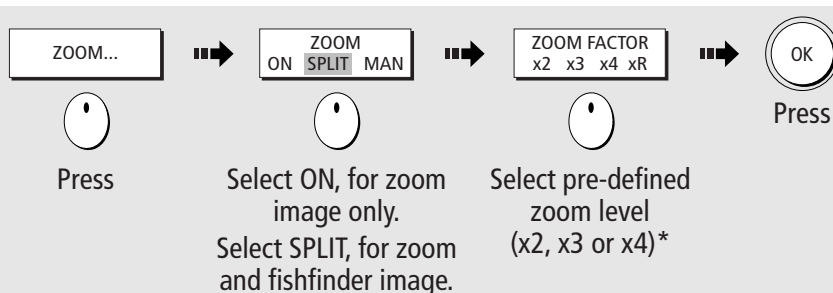 ZOOM...
Press
ZOOM
ON SPLIT MAN
Select ON, for zoom
image only.
Select SPLIT, for zoom
and fishfinder image.
ZOOM FACTOR
x2 x3 x4 xR
Select pre-defined
zoom level
(x2, x3 or x4)*
OK
Press